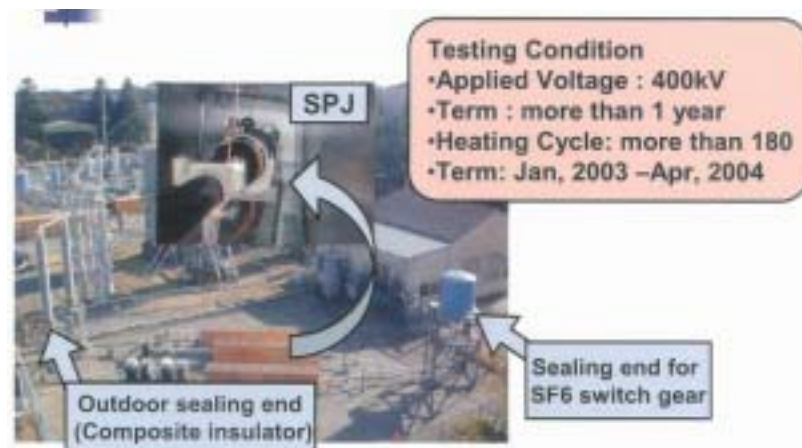 Testing Condition
•Applied Voltage : 400kV
•Term : more than 1 year
•Heating Cycle: more than 180
•Term: Jan, 2003 –Apr, 2004
SPJ
Sealing end for
SF6 switch gear
Outdoor sealing end
(Composite insulator)